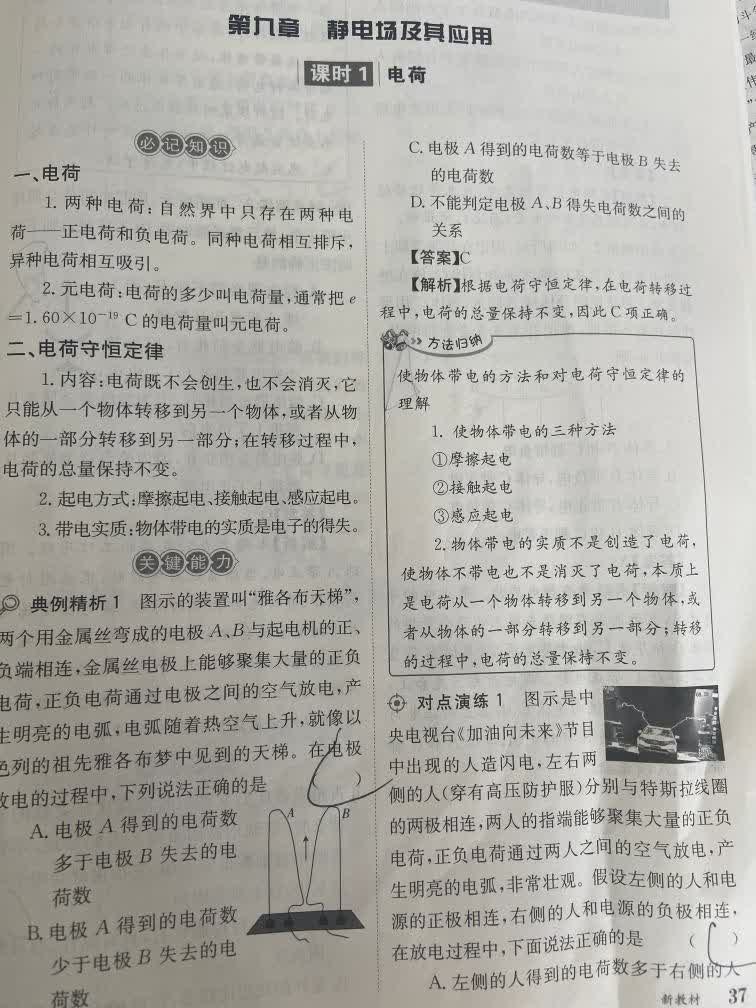 第九章 静电场及其应用
课时1 电荷
必记知识
一、电荷
1. 两种电荷:自然界中只存在两种电
荷——正电荷和负电荷。同种电荷相互排斥,
异种电荷相互吸引。
2. 元电荷:电荷的多少叫电荷量,通常把 e
=1.60×10⁻¹⁹ C 的电荷量叫元电荷。
二、电荷守恒定律
1. 内容:电荷既不会创生,也不会消灭,它
只能从一个物体转移到另一个物体,或者从物
体的一部分转移到另一部分;在转移过程中,
电荷的总量保持不变。
2. 起电方式:摩擦起电、接触起电、感应起电。
3. 带电实质:物体带电的实质是电子的得失。
关键能力
典例精析 1 图示的装置叫“雅各布天梯”,
两个用金属丝弯成的电极 A、B 与起电机的正、
负端相连,金属丝电极上能够聚集大量的正负
电荷,正负电荷通过电极之间的空气放电,产
生明亮的电弧,电弧随着热空气上升,就像以
色列的祖先雅各布梦中见到的天梯。在电极
放电的过程中,下列说法正确的是 ( )
A. 电极 A 得到的电荷数
多于电极 B 失去的电
荷数
B. 电极 A 得到的电荷数
少于电极 B 失去的电
荷数
A
B
C. 电极 A 得到的电荷数等于电极 B 失去
的电荷数
D. 不能判定电极 A、B 得失电荷数之间的
关系
【答案】C
【解析】根据电荷守恒定律,在电荷转移过
程中,电荷的总量保持不变,因此 C 项正确。
方法归纳
使物体带电的方法和对电荷守恒定律的
理解
1. 使物体带电的三种方法
①摩擦起电
②接触起电
③感应起电
2. 物体带电的实质不是创造了电荷,
使物体不带电也不是消灭了电荷,本质上
是电荷从一个物体转移到另一个物体,或
者从物体的一部分转移到另一部分;转移
的过程中,电荷的总量保持不变。
对点演练 1 图示是中
央电视台《加油向未来》节目
中出现的人造闪电,左右两
侧的人(穿有高压防护服)分别与特斯拉线圈
的两极相连,两人的指端能够聚集大量的正负
电荷,正负电荷通过两人之间的空气放电,产
生明亮的电弧,非常壮观。假设左侧的人和电
源的正极相连,右侧的人和电源的负极相连,
在放电过程中,下面说法正确的是 ( )
A. 左侧的人得到的电荷数多于右侧的人
新教材 37